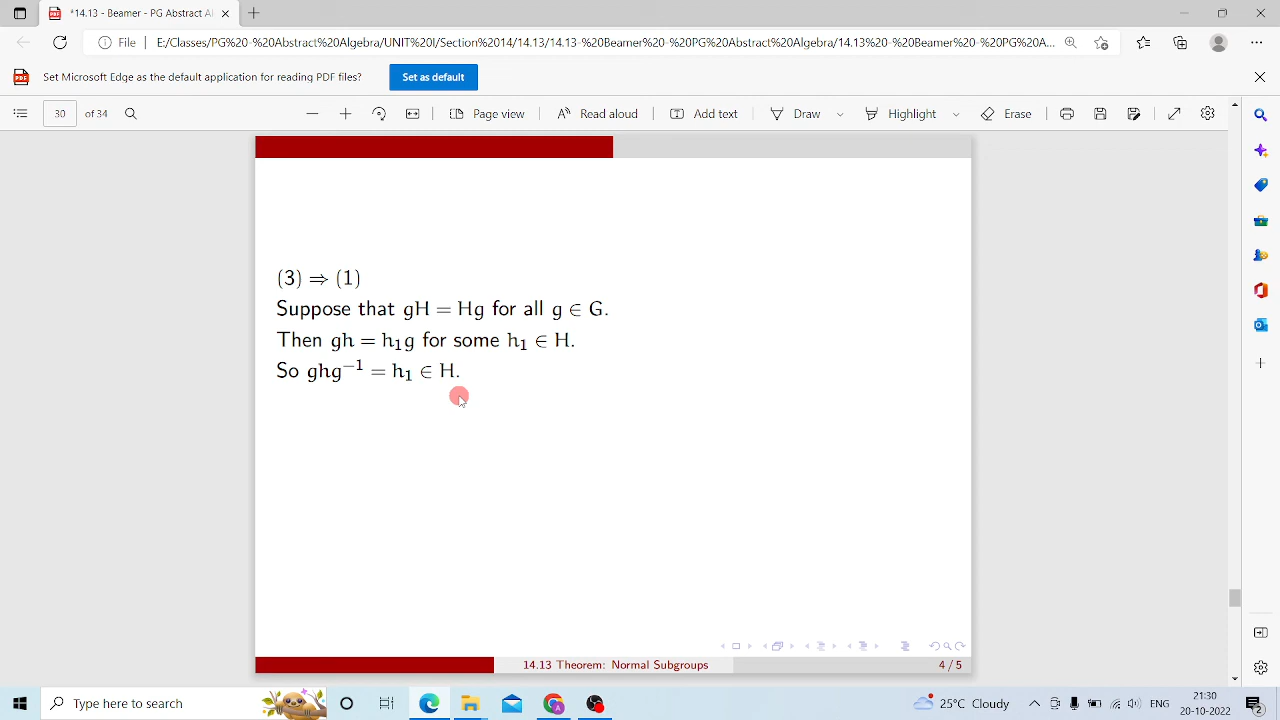 *14.13 - Beamer - PG Abstract Al
File
E:/Classes/PG%20-%20Abstract%20Algebra/UNIT%20I/Section%2014/14.13/14.13-%20Beamer%20-%20PG%20Abstract%20Algebra/14.13%20-%20Beamer%20-%20PG%20A...
Set Microsoft Edge as the default application for reading PDF files?
Set as default
30 of 34
Page view
Read aloud
Add text
Draw
Highlight
Erase
(3) ⇒ (1)
Suppose that gH = Hg for all g ∈ G.
Then gh = h₁g for some h₁ ∈ H.
So ghg⁻¹ = h₁ ∈ H.
14.13 Theorem: Normal Subgroups
4 / 5
Type here to search
25°C Cloudy
ENG
21:30
20-10-2022
2